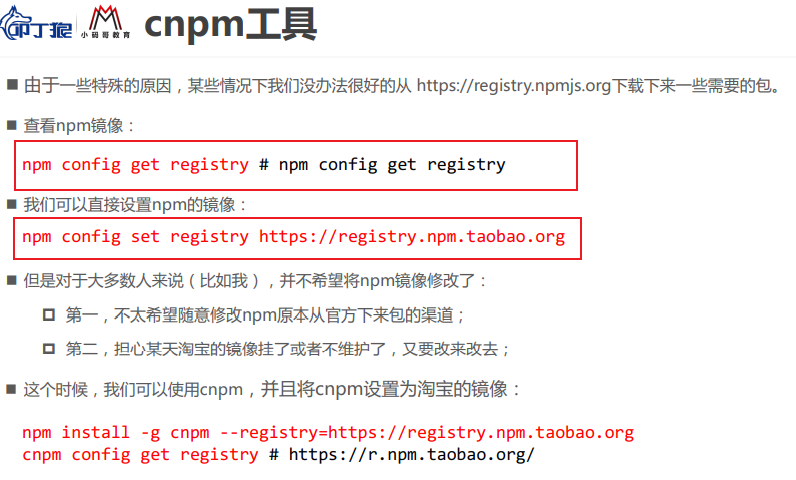 叩丁狼
小码哥教育
cnpm工具
由于一些特殊的原因，某些情况下我们没办法很好的从 https://registry.npmjs.org下载下来一些需要的包。
查看npm镜像：
npm config get registry # npm config get registry
我们可以直接设置npm的镜像：
npm config set registry https://registry.npm.taobao.org
但是对于大多数人来说（比如我），并不希望将npm镜像修改了：
第一，不太希望随意修改npm原本从官方下来包的渠道；
第二，担心某天淘宝的镜像挂了或者不维护了，又要改来改去；
这个时候，我们可以使用cnpm，并且将cnpm设置为淘宝的镜像：
npm install -g cnpm --registry=https://registry.npm.taobao.org
cnpm config get registry # https://r.npm.taobao.org/